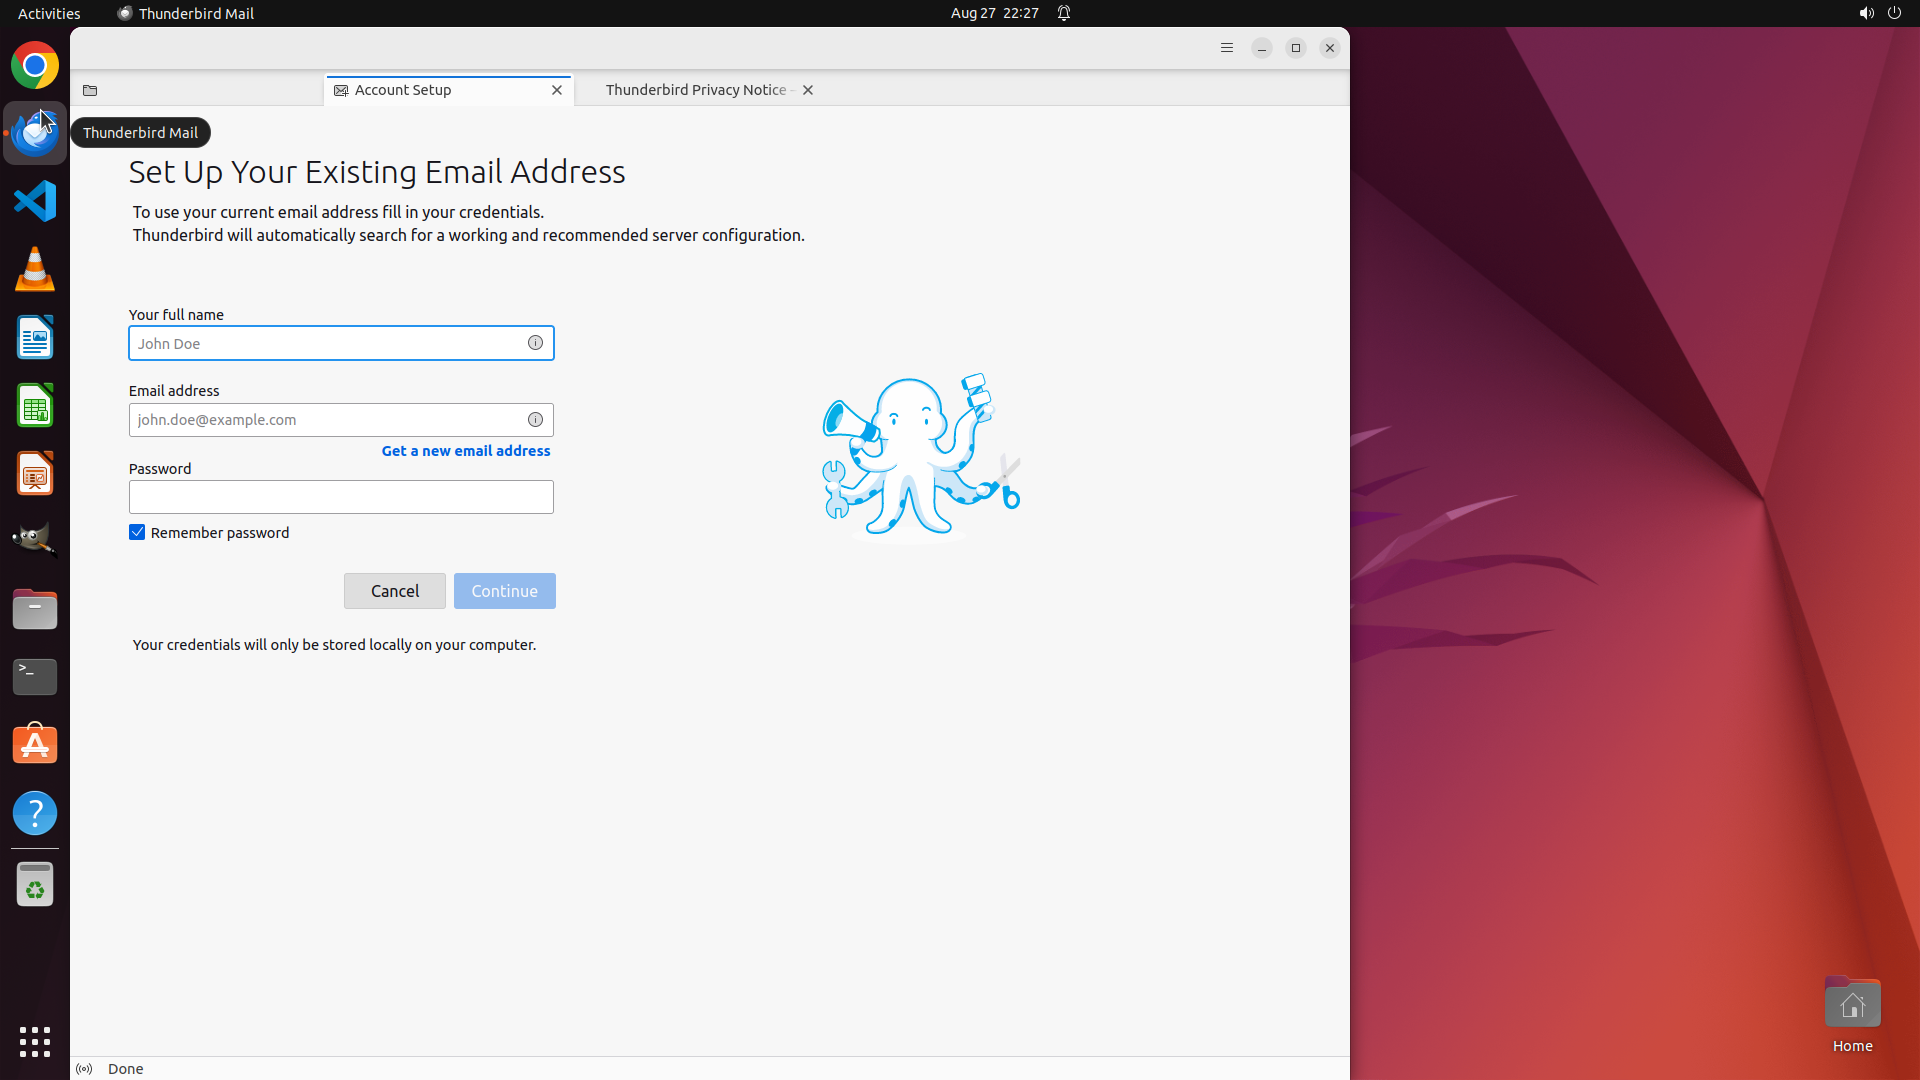 Activities
Thunderbird Mail
Aug 27 22:27
Account Setup
Thunderbird Privacy Notice
Thunderbird Mail
Set Up Your Existing Email Address
To use your current email address fill in your credentials.
Thunderbird will automatically search for a working and recommended server configuration.
Your full name
John Doe
Email address
john.doe@example.com
Get a new email address
Password
Remember password
Cancel
Continue
Your credentials will only be stored locally on your computer.
Done
Home